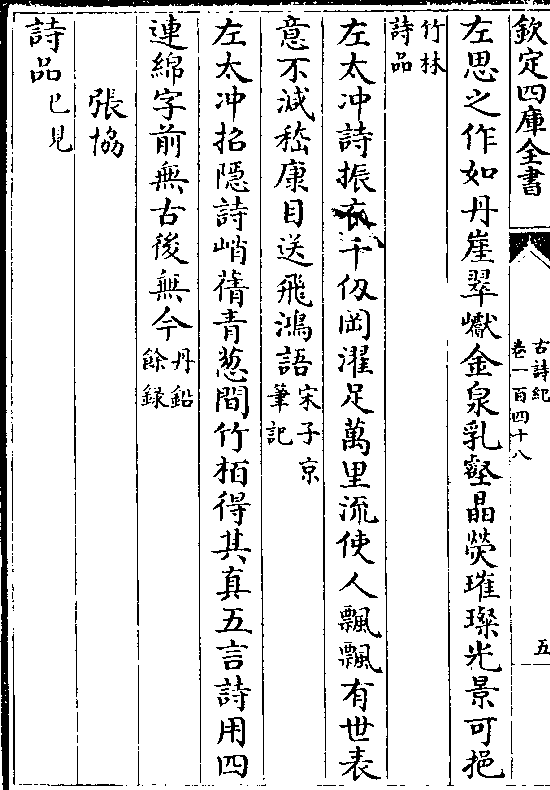 欽定四庫全書
古詩紀
卷一百四十八
五
左思之作如丹崖翠巘金泉乳壑晶熒璀璨光景可挹
竹林
詩品
左太冲詩振衣千仭岡濯足萬里流使人飄飄有世表
意不減嵇康目送飛鴻語宋子京
筆記
左太冲招隱詩峭蒨青葱間竹栢得其真五言詩用四
連綿字前無古後無今丹鉛
餘録
張協
詩品已見